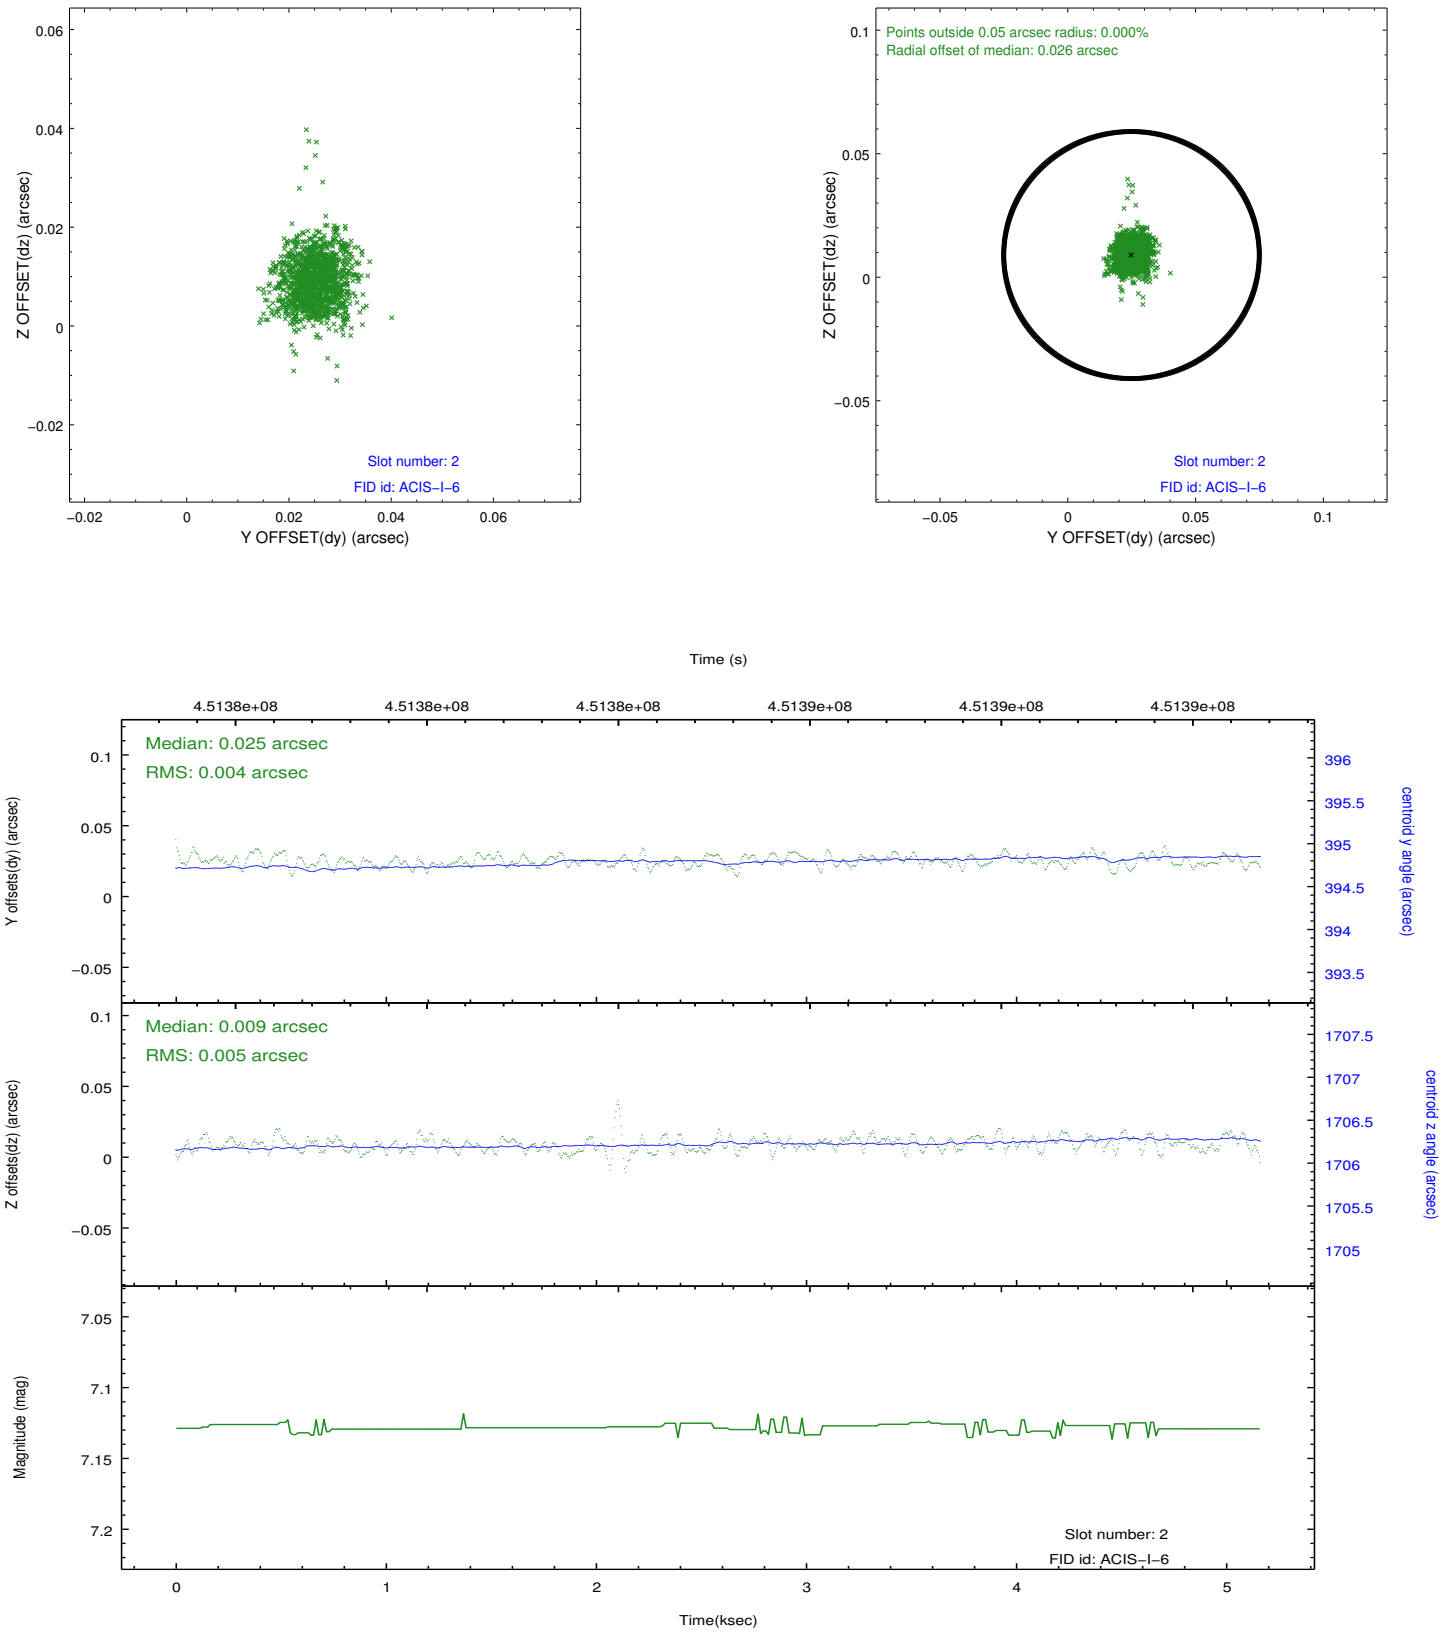 0.06
0.04
0.02
0
−0.02
Z OFFSET(dz) (arcsec)
Slot number: 2
FID id: ACIS−I−6
−0.02 0 0.02 0.04 0.06
Y OFFSET(dy) (arcsec)
Points outside 0.05 arcsec radius: 0.000%
Radial offset of median: 0.026 arcsec
0.1
0.05
0
−0.05
Z OFFSET(dz) (arcsec)
Slot number: 2
FID id: ACIS−I−6
−0.05 0 0.05 0.1
Y OFFSET(dy) (arcsec)
Time (s)
4.5138e+08 4.5138e+08 4.5138e+08 4.5139e+08 4.5139e+08 4.5139e+08
Median: 0.025 arcsec
RMS: 0.004 arcsec
0.1
0.05
0
−0.05
Y offsets(dy) (arcsec)
396
395.5
395
394.5
394
393.5
centroid y angle (arcsec)
Median: 0.009 arcsec
RMS: 0.005 arcsec
0.1
0.05
0
−0.05
Z offsets(dz) (arcsec)
1707.5
1707
1706.5
1706
1705.5
1705
centroid z angle (arcsec)
7.05
7.1
7.15
7.2
Magnitude (mag)
Slot number: 2
FID id: ACIS−I−6
0 1 2 3 4 5
Time(ksec)